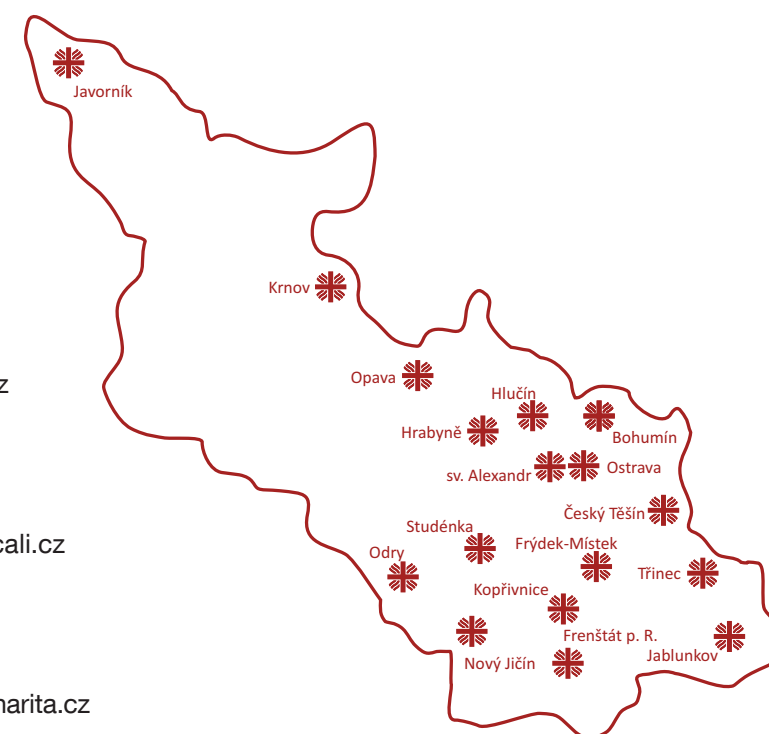 Javorník
Krnov
Opava
z
Hlučín
Hrabyně
Bohumín
sv. Alexandr
Ostrava
Český Těšín
cali.cz
Studénka
Frýdek-Místek
Odry
Třinec
Kopřivnice
Frenštát p. R.
Jablunkov
Nový Jičín
narita.cz